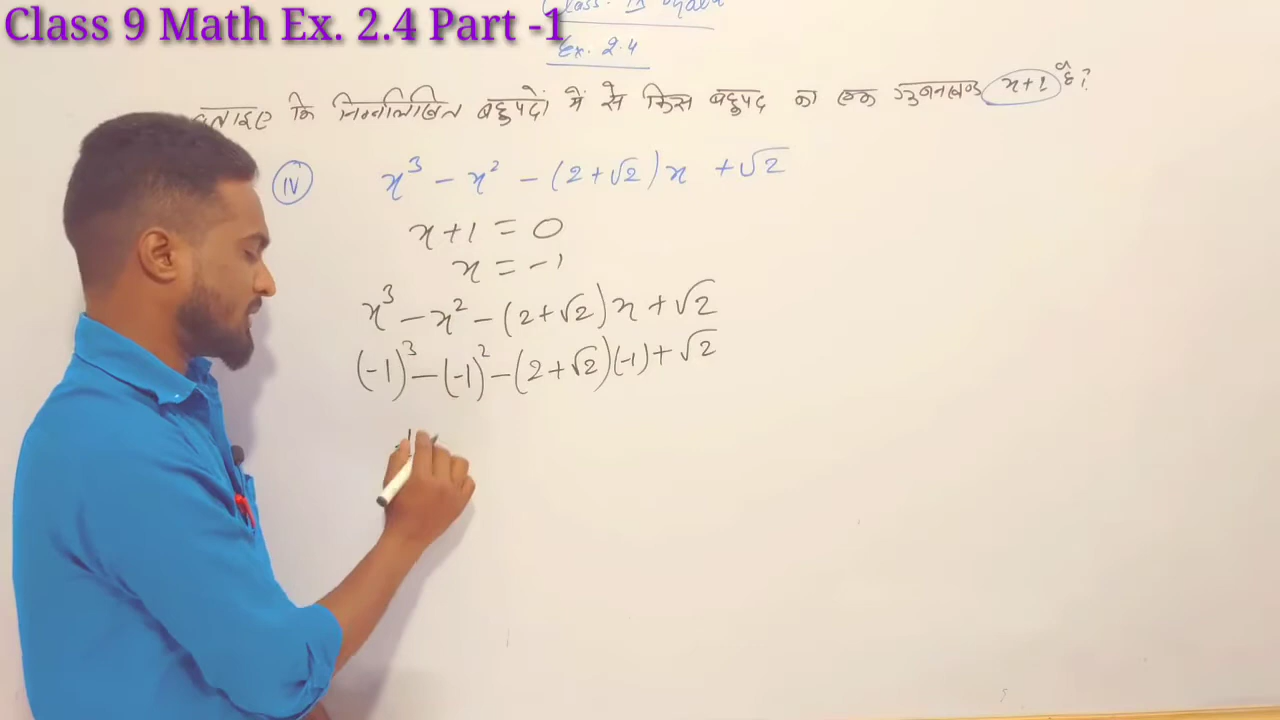 Class 9 Math Ex. 2.4 Part -1
Ex. 2.4
बताइए कि निम्नलिखित बहुपदों में से किस बहुपद का एक गुणनखण्ड x+1 है?
(iv) x³ - x² - (2+√2)x + √2
x+1 = 0
x = -1
x³ - x² - (2+√2)x + √2
(-1)³ - (-1)² - (2+√2)(-1) + √2